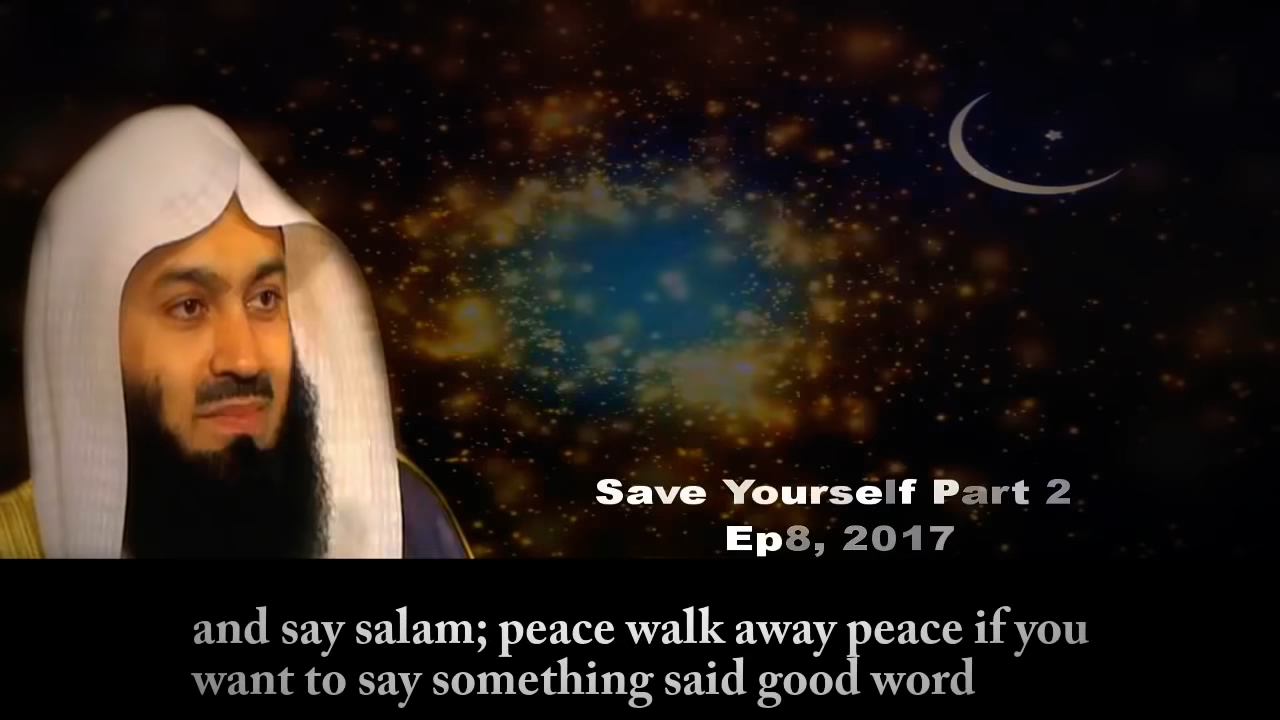 Save Yourself Part 2
Ep8, 2017
and say salam; peace walk away peace if you
want to say something said good word